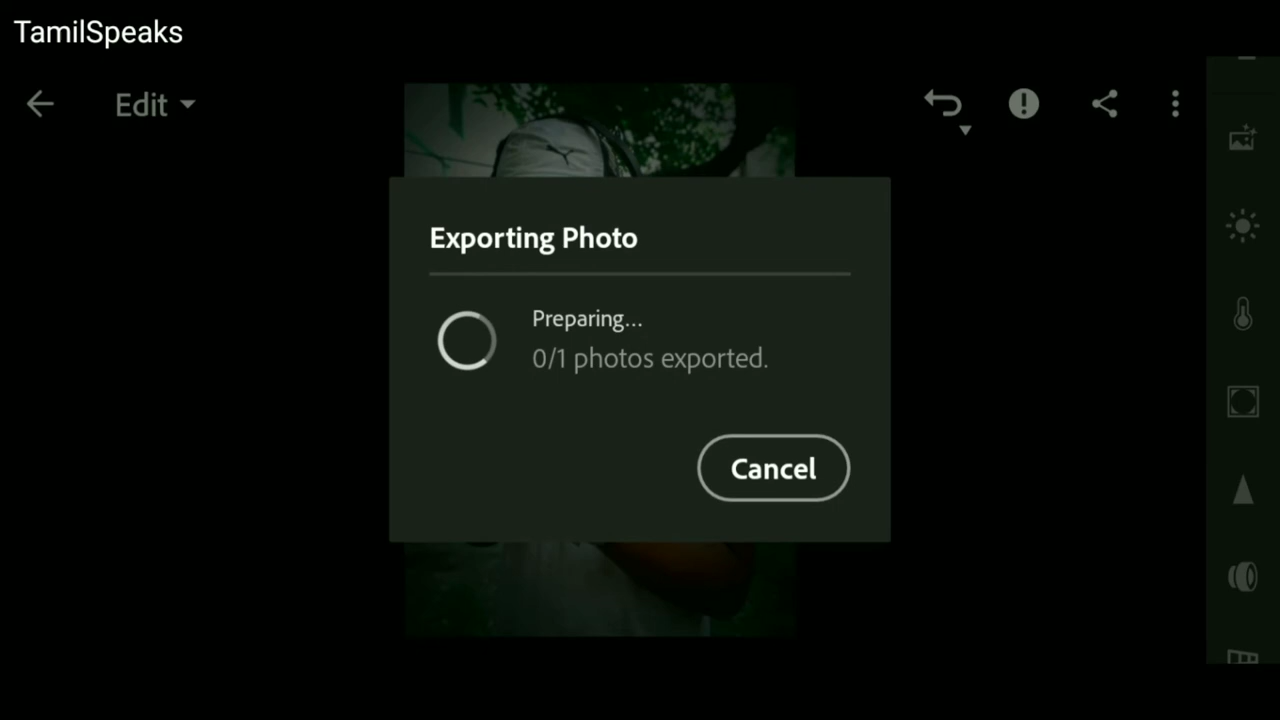 TamilSpeaks
Edit
Exporting Photo
Preparing...
0/1 photos exported.
Cancel